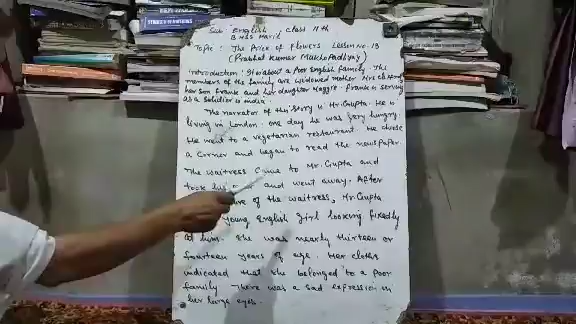 Sub English class 11th
BHSS Harid
Topic: The Price of Flowers Lesson No. 13
(Prabhat Kumar Mukhopadhyay)
Introduction: It is about a poor English family. The
members of the family are widowed mother Mrs
her son Frank and her daughter Maggie. Frank is serving
as a soldier in india.
The narrator of this story is Mr. Gupta. He is
living in London. one day he was very hungry.
He went to a vegetarian restaurant. He chose
a corner and began to read the newspaper
The waitress came to Mr. Gupta and
took his and went away. After
of the waitress, Mr. Gupta
young English girl looking fixedly
at him. She was nearly thirteen or
fourteen years of age. Her cloths
indicated that she belonged to a poor
family There was a sad expression in
her large eyes.